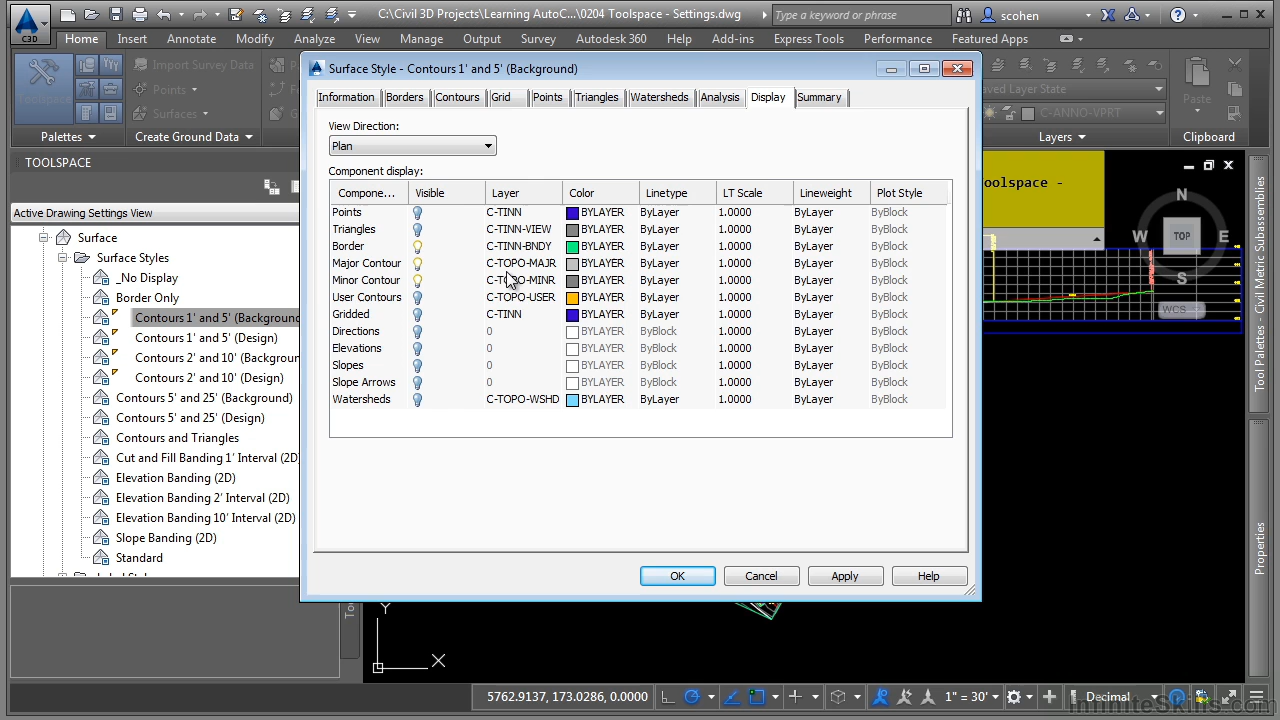 C:\Civil 3D Projects\Learning AutoC...\0204 Toolspace - Settings.dwg
Type a keyword or phrase
scohen
C3D
Home Insert Annotate Modify Analyze View Manage Output Survey Autodesk 360 Help Add-ins Express Tools Performance Featured Apps
Toolspace
Import Survey Data
Points
Surfaces
Palettes
Create Ground Data
aved Layer State
C-ANNO-VPRT
Layers
Paste
Clipboard
TOOLSPACE
Active Drawing Settings View
Surface
Surface Styles
_No Display
Border Only
Contours 1' and 5' (Backgroun
Contours 1' and 5' (Design)
Contours 2' and 10' (Backgroun
Contours 2' and 10' (Design)
Contours 5' and 25' (Background)
Contours 5' and 25' (Design)
Contours and Triangles
Cut and Fill Banding 1' Interval (2D
Elevation Banding (2D)
Elevation Banding 2' Interval (2D)
Elevation Banding 10' Interval (2D)
Slope Banding (2D)
Standard
Surface Style - Contours 1' and 5' (Background)
Information Borders Contours Grid Points Triangles Watersheds Analysis Display Summary
View Direction:
Plan
Component display:
Compone... Visible Layer Color Linetype LT Scale Lineweight Plot Style
Points C-TINN BYLAYER ByLayer 1.0000 ByLayer ByBlock
Triangles C-TINN-VIEW BYLAYER ByLayer 1.0000 ByLayer ByBlock
Border C-TINN-BNDY BYLAYER ByLayer 1.0000 ByLayer ByBlock
Major Contour C-TOPO-MAJR BYLAYER ByLayer 1.0000 ByLayer ByBlock
Minor Contour C-TOPO-MINR BYLAYER ByLayer 1.0000 ByLayer ByBlock
User Contours C-TOPO-USER BYLAYER ByLayer 1.0000 ByLayer ByBlock
Gridded C-TINN BYLAYER ByLayer 1.0000 ByLayer ByBlock
Directions 0 BYLAYER ByBlock 1.0000 ByLayer ByBlock
Elevations 0 BYLAYER ByBlock 1.0000 ByLayer ByBlock
Slopes 0 BYLAYER ByBlock 1.0000 ByLayer ByBlock
Slope Arrows 0 BYLAYER ByBlock 1.0000 ByLayer ByBlock
Watersheds C-TOPO-WSHD BYLAYER ByLayer 1.0000 ByLayer ByBlock
OK Cancel Apply Help
oolspace -
N
W TOP E
S
WCS
Tool Palettes - Civil Imperial Subassemblies
Properties
Y
X
5762.9137, 173.0286, 0.0000
1" = 30'
Decimal
InfiniteSkills.com